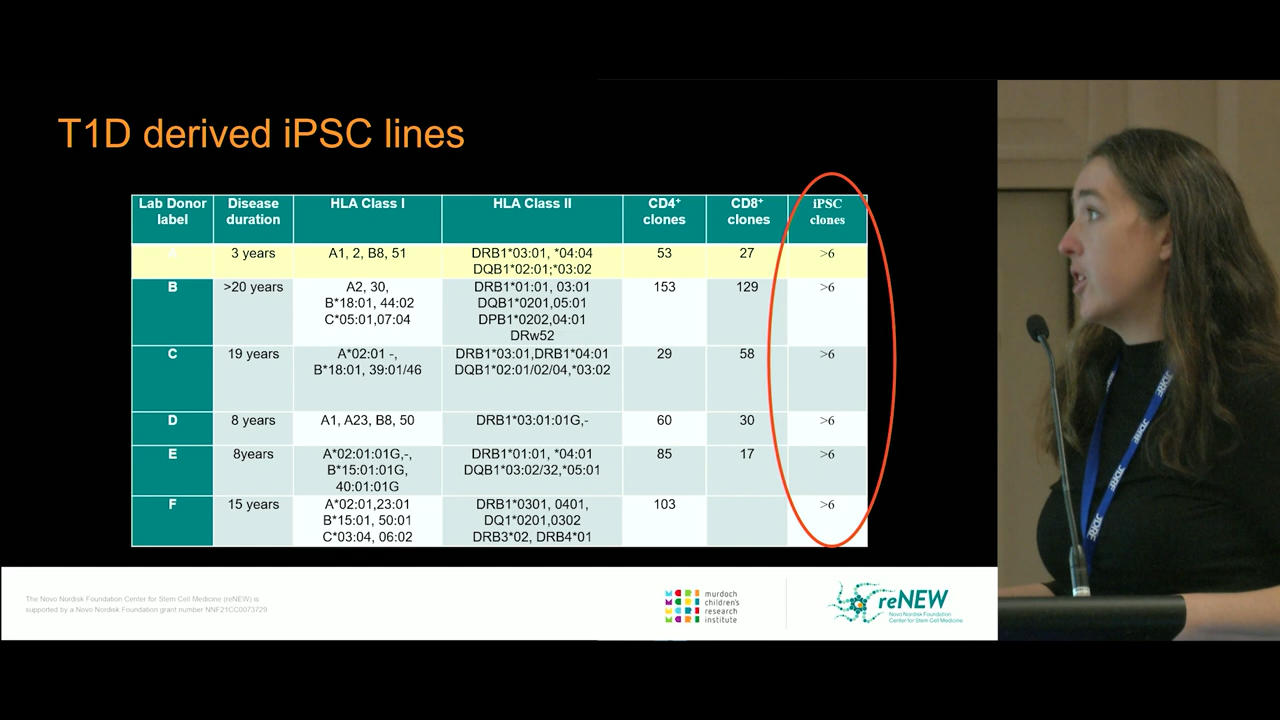 T1D derived iPSC lines
Lab Donor label | Disease duration | HLA Class I | HLA Class II | CD4+ clones | CD8+ clones | iPSC clones
3 years | A1, 2, B8, 51 | DRB1*03:01, *04:04 | 53 | 27 | >6
DQB1*02:01;*03:02
B | >20 years | A2, 30, | DRB1*01:01, 03:01 | 153 | 129 | >6
B*18:01, 44:02 | DQB1*0201,05:01
C*05:01,07:04 | DPB1*0202,04:01
DRw52
C | 19 years | A*02:01 -, | DRB1*03:01,DRB1*04:01 | 29 | 58 | >6
B*18:01, 39:01/46 | DQB1*02:01/02/04,*03:02
D | 8 years | A1, A23, B8, 50 | DRB1*03:01:01G,- | 60 | 30 | >6
E | 8years | A*02:01:01G,-, | DRB1*01:01, *04:01 | 85 | 17 | >6
B*15:01:01G, | DQB1*03:02/32,*05:01
40:01:01G
F | 15 years | A*02:01,23:01 | DRB1*0301, 0401, | 103 | >6
B*15:01, 50:01 | DQ1*0201,0302
C*03:04, 06:02 | DRB3*02, DRB4*01
The Novo Nordisk Foundation Center for Stem Cell Medicine (reNEW) is
supported by a Novo Nordisk Foundation grant number NNF21CC0073729
MCRI
MCRI
MCRI
MCRI
murdoch
children's
research
institute
reNEW
Novo Nordisk Foundation
Center for Stem Cell Medicine
JDRF
JDRF
JDRF